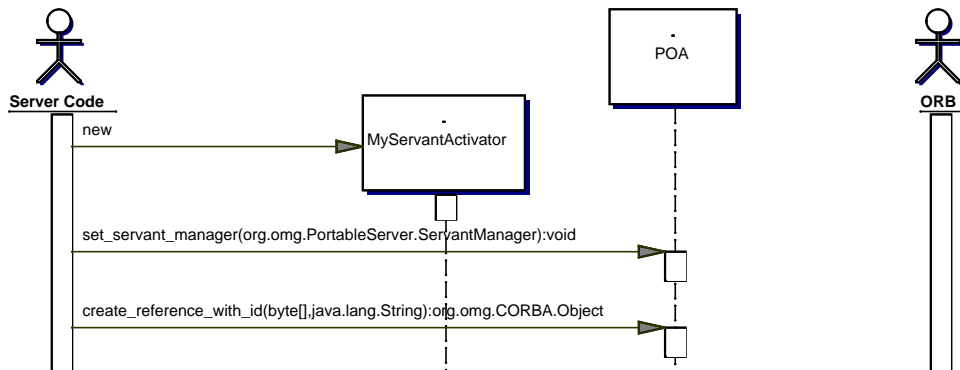 POA
Server Code
ORB
new
MyServantActivator
set_servant_manager(org.omg.PortableServer.ServantManager):void
create_reference_with_id(byte[],java.lang.String):org.omg.CORBA.Object